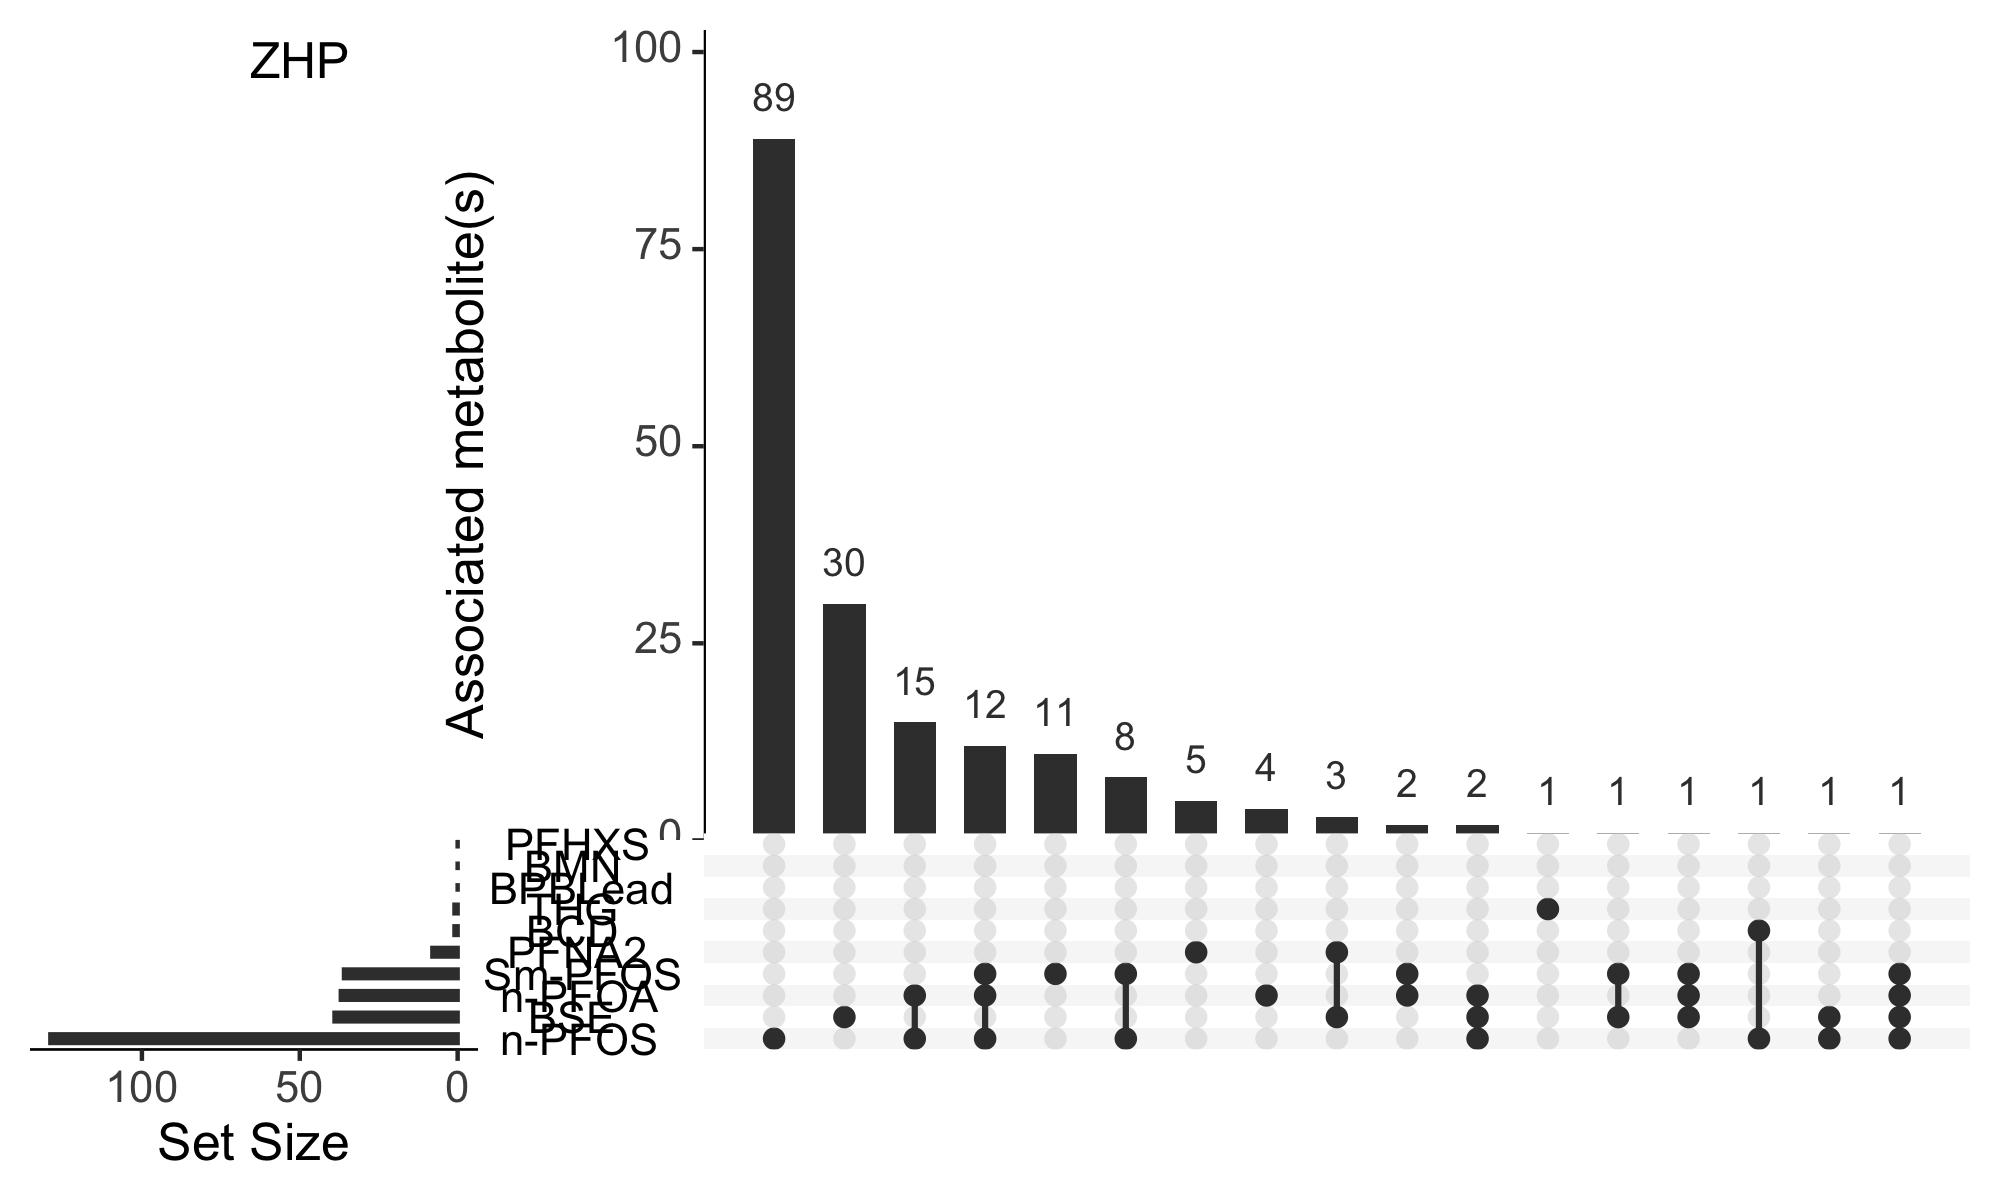 ZHP
Associated metabolite(s)
100
75
50
25
0
89
30
15
12
11
8
5
4
3
2
2
1
1
1
1
1
1
PFHXS
BMN
BPBLead
THG
BCD
PFNA2
Sm-PFOS
n-PFOA
BSE
n-PFOS
100 50 0
Set Size